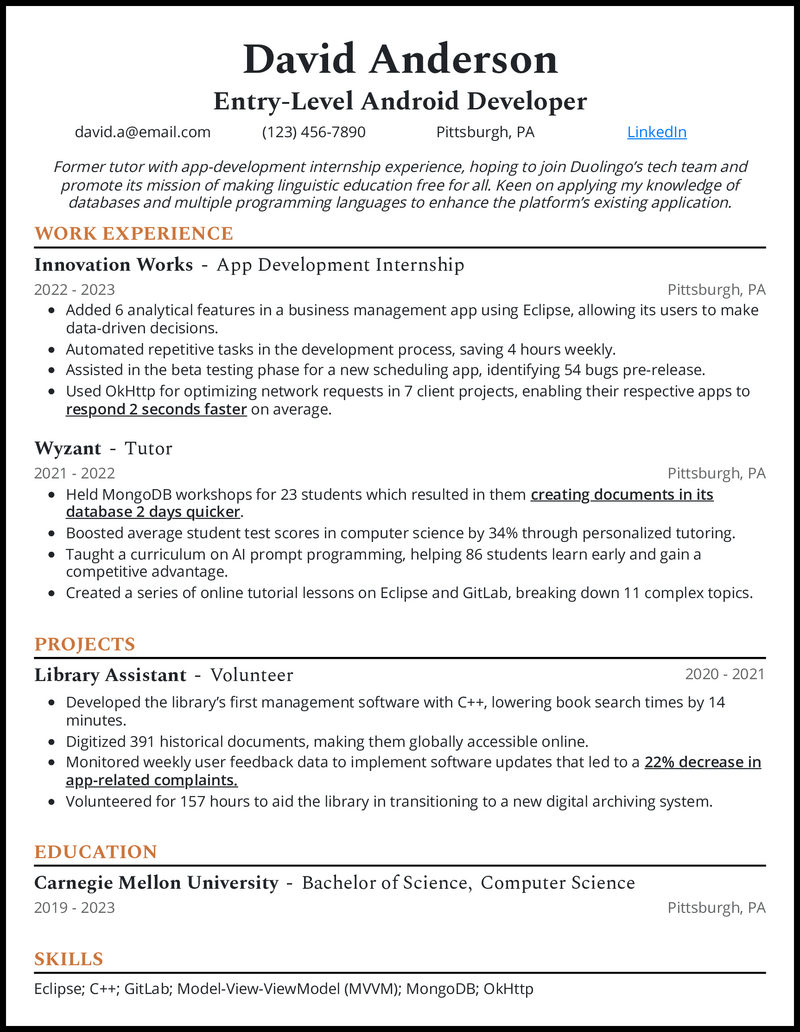 David Anderson
Entry-Level Android Developer
david.a@email.com (123) 456-7890 Pittsburgh, PA LinkedIn
Former tutor with app-development internship experience, hoping to join Duolingo’s tech team and
promote its mission of making linguistic education free for all. Keen on applying my knowledge of
databases and multiple programming languages to enhance the platform’s existing application.
WORK EXPERIENCE
Innovation Works - App Development Internship
2022 - 2023 Pittsburgh, PA
• Added 6 analytical features in a business management app using Eclipse, allowing its users to make
data-driven decisions.
• Automated repetitive tasks in the development process, saving 4 hours weekly.
• Assisted in the beta testing phase for a new scheduling app, identifying 54 bugs pre-release.
• Used OkHttp for optimizing network requests in 7 client projects, enabling their respective apps to
respond 2 seconds faster on average.
Wyzant - Tutor
2021 - 2022 Pittsburgh, PA
• Held MongoDB workshops for 23 students which resulted in them creating documents in its
database 2 days quicker.
• Boosted average student test scores in computer science by 34% through personalized tutoring.
• Taught a curriculum on AI prompt programming, helping 86 students learn early and gain a
competitive advantage.
• Created a series of online tutorial lessons on Eclipse and GitLab, breaking down 11 complex topics.
PROJECTS
Library Assistant - Volunteer 2020 - 2021
• Developed the library’s first management software with C++, lowering book search times by 14
minutes.
• Digitized 391 historical documents, making them globally accessible online.
• Monitored weekly user feedback data to implement software updates that led to a 22% decrease in
app-related complaints.
• Volunteered for 157 hours to aid the library in transitioning to a new digital archiving system.
EDUCATION
Carnegie Mellon University - Bachelor of Science, Computer Science
2019 - 2023 Pittsburgh, PA
SKILLS
Eclipse; C++; GitLab; Model-View-ViewModel (MVVM); MongoDB; OkHttp